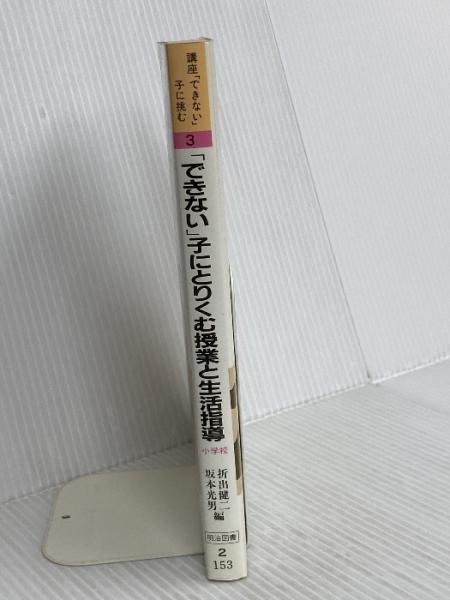 講座「できない」
子に挑む
3
「できない」子にとりくむ授業と生活指導
小学校
折出健二
坂本光男 編
明治図書
2
153